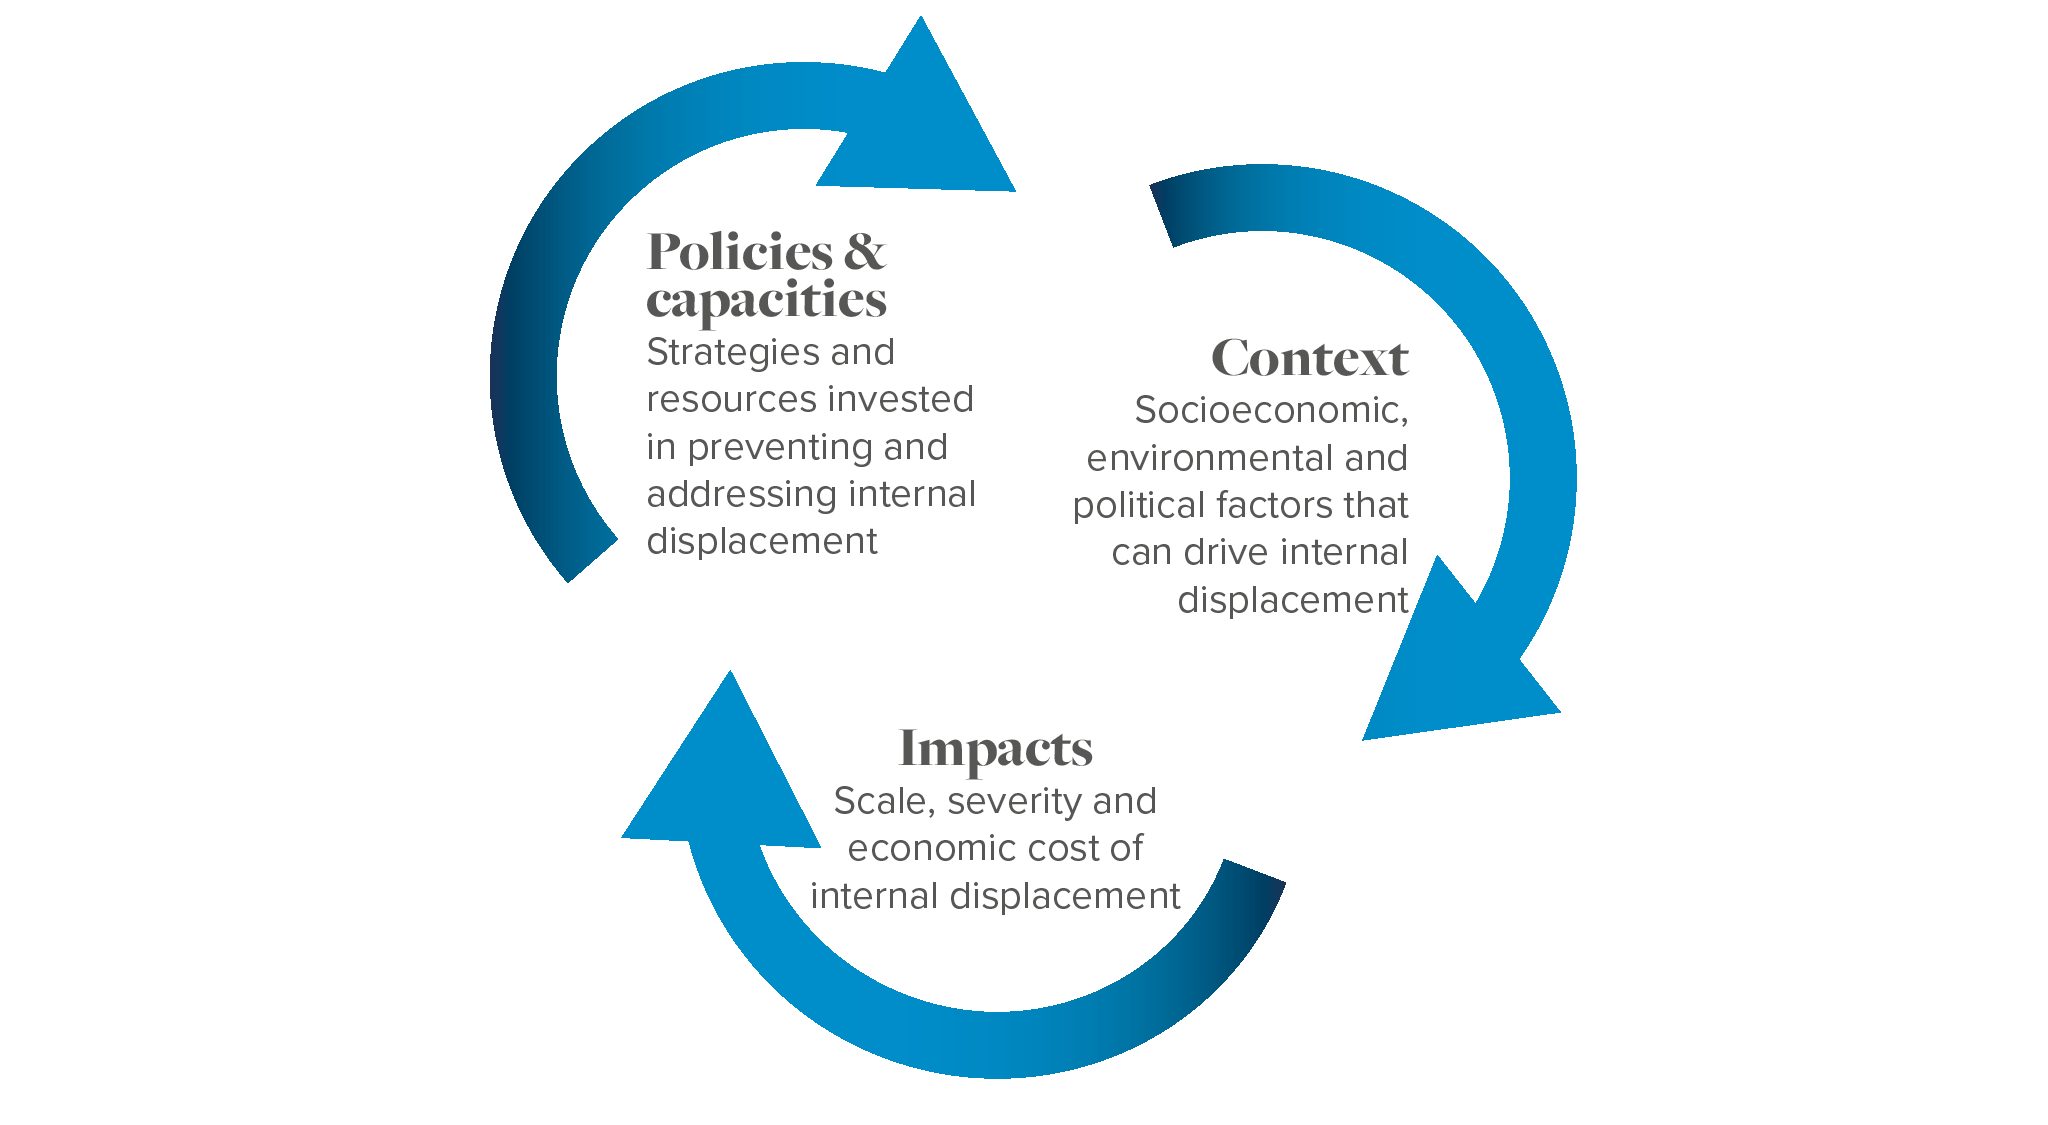 Policies &
capacities
Strategies and
resources invested
in preventing and
addressing internal
displacement
Context
Socioeconomic,
environmental and
political factors that
can drive internal
displacement
Impacts
Scale, severity and
economic cost of
internal displacement